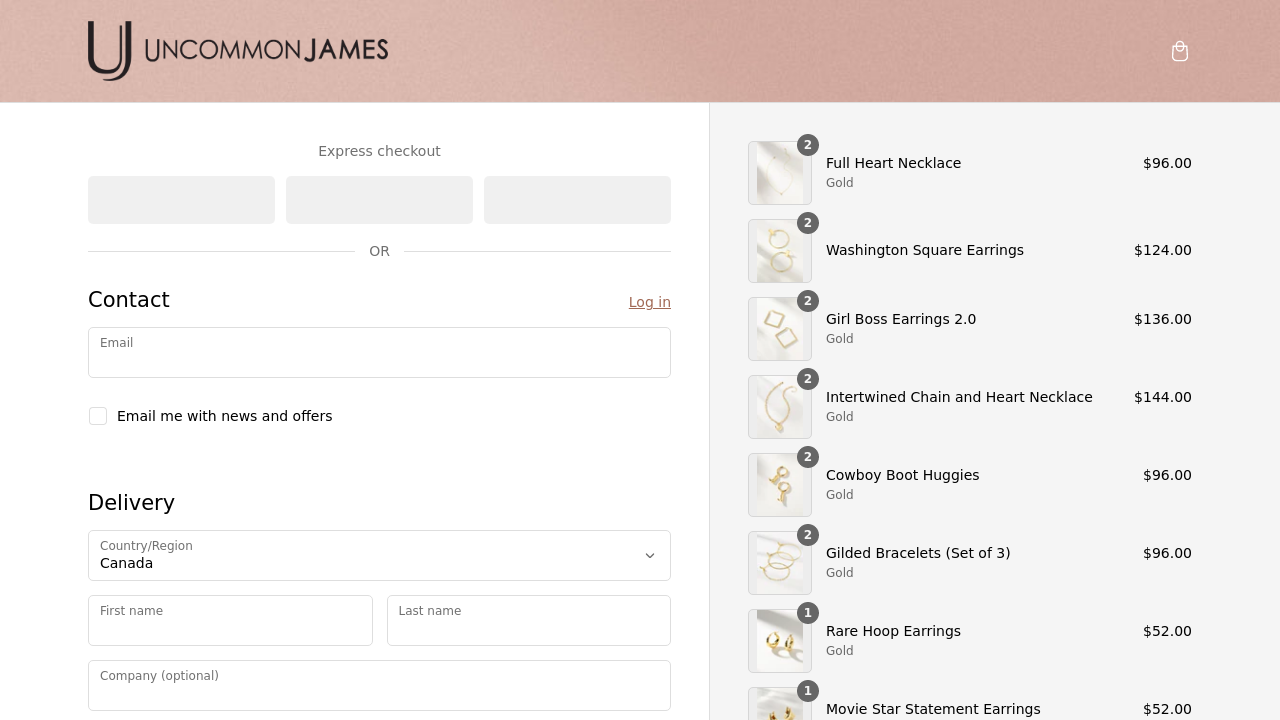 UNCOMMON JAMES
Express checkout
OR
Contact
Log in
Email
Email me with news and offers
Delivery
Country/Region
Canada
First name
Last name
Company (optional)
2
Full Heart Necklace
$96.00
Gold
2
Washington Square Earrings
$124.00
2
Girl Boss Earrings 2.0
$136.00
Gold
2
Intertwined Chain and Heart Necklace
$144.00
Gold
2
Cowboy Boot Huggies
$96.00
Gold
2
Gilded Bracelets (Set of 3)
$96.00
Gold
1
Rare Hoop Earrings
$52.00
Gold
1
Movie Star Statement Earrings
$52.00